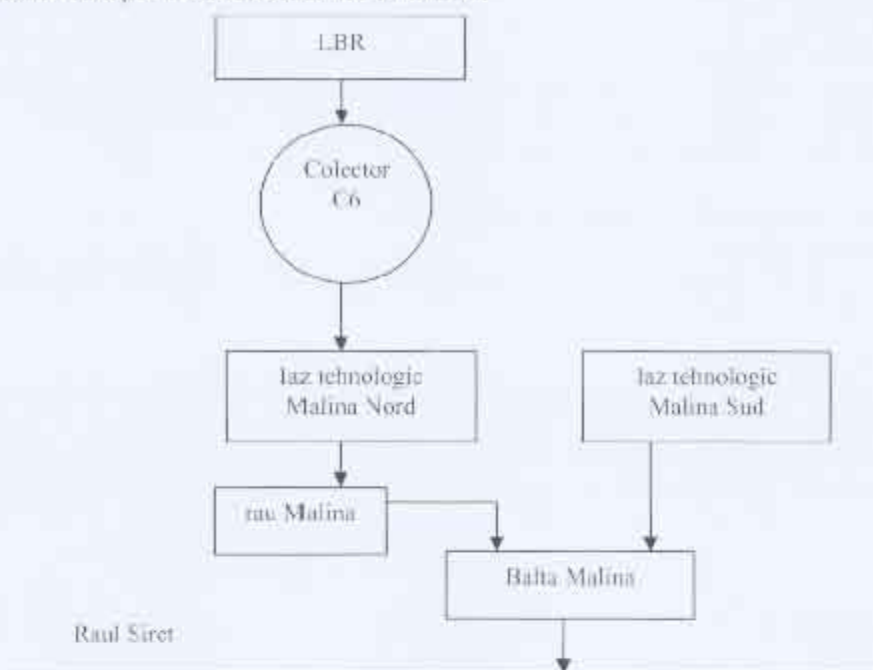 LBR
Colector
C6
Iaz tehnologic
Malina Nord
Iaz tehnologic
Malina Sud
rau Malina
Balta Malina
Raul Siret